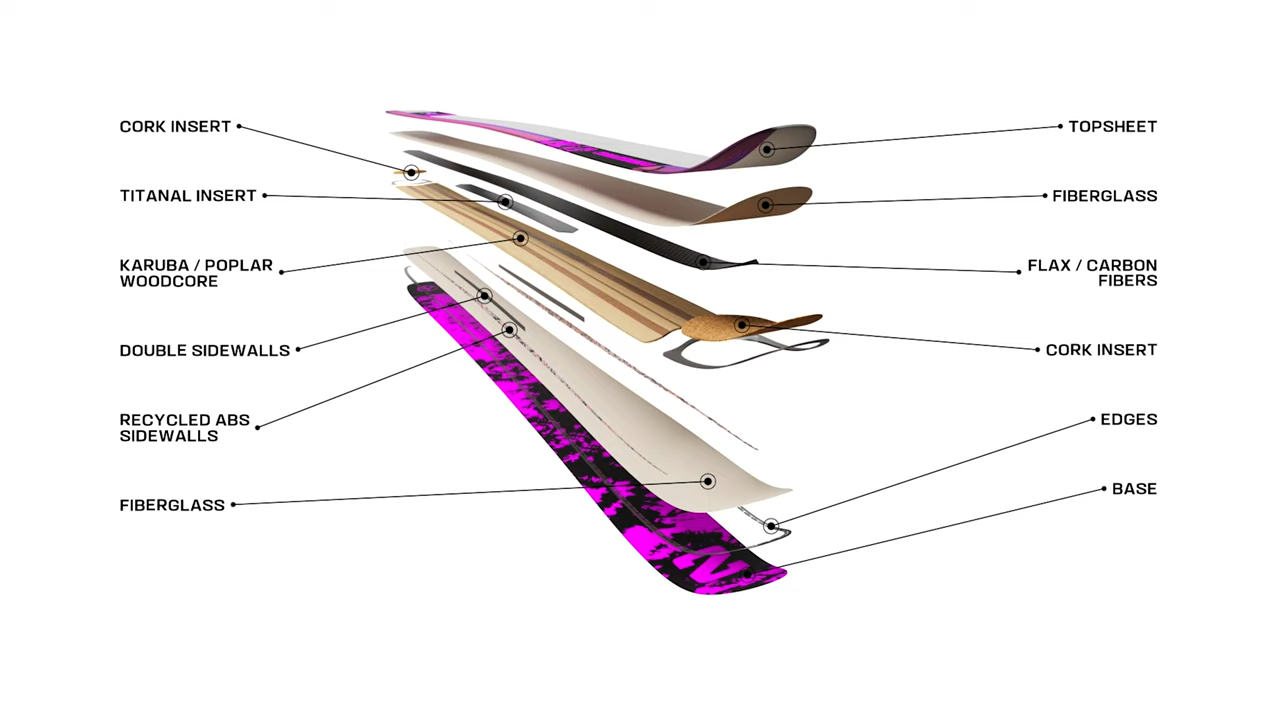 CORK INSERT
TITANAL INSERT
KARUBA / POPLAR
WOODCORE
DOUBLE SIDEWALLS
RECYCLED ABS
SIDEWALLS
FIBERGLASS
TOPSHEET
FIBERGLASS
FLAX / CARBON
FIBERS
CORK INSERT
EDGES
BASE